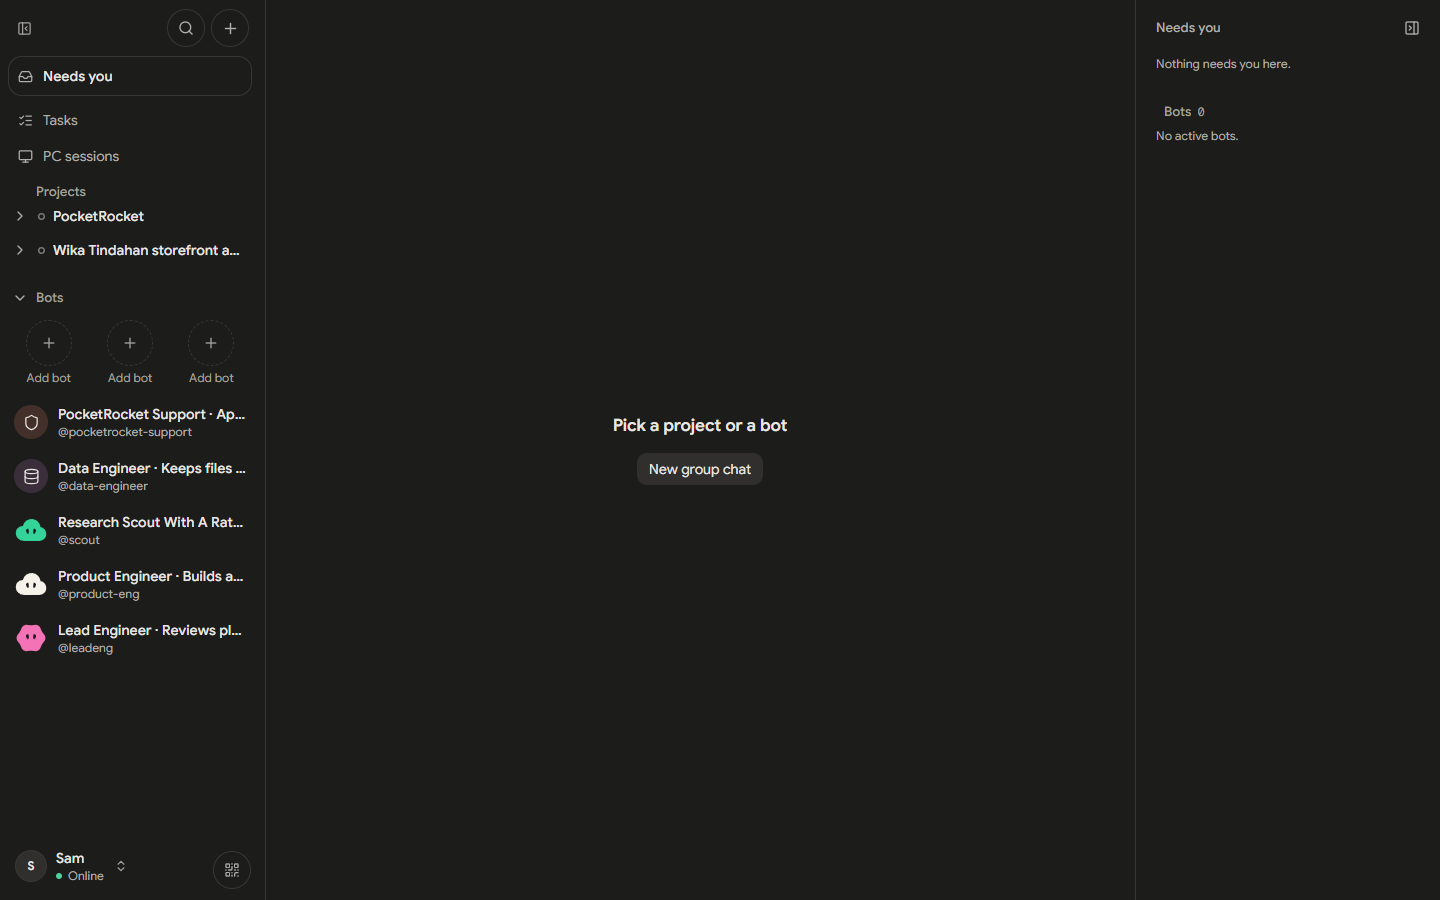 Needs you
Tasks
PC sessions
Projects
PocketRocket
Wika Tindahan storefront a...
Bots
Add bot
Add bot
Add bot
PocketRocket Support · Ap...
@pocketrocket-support
Data Engineer · Keeps files ...
@data-engineer
Research Scout With A Rat...
@scout
Product Engineer · Builds a...
@product-eng
Lead Engineer · Reviews pl...
@leadeng
S
Sam
Online
Pick a project or a bot
New group chat
Needs you
Nothing needs you here.
Bots 0
No active bots.